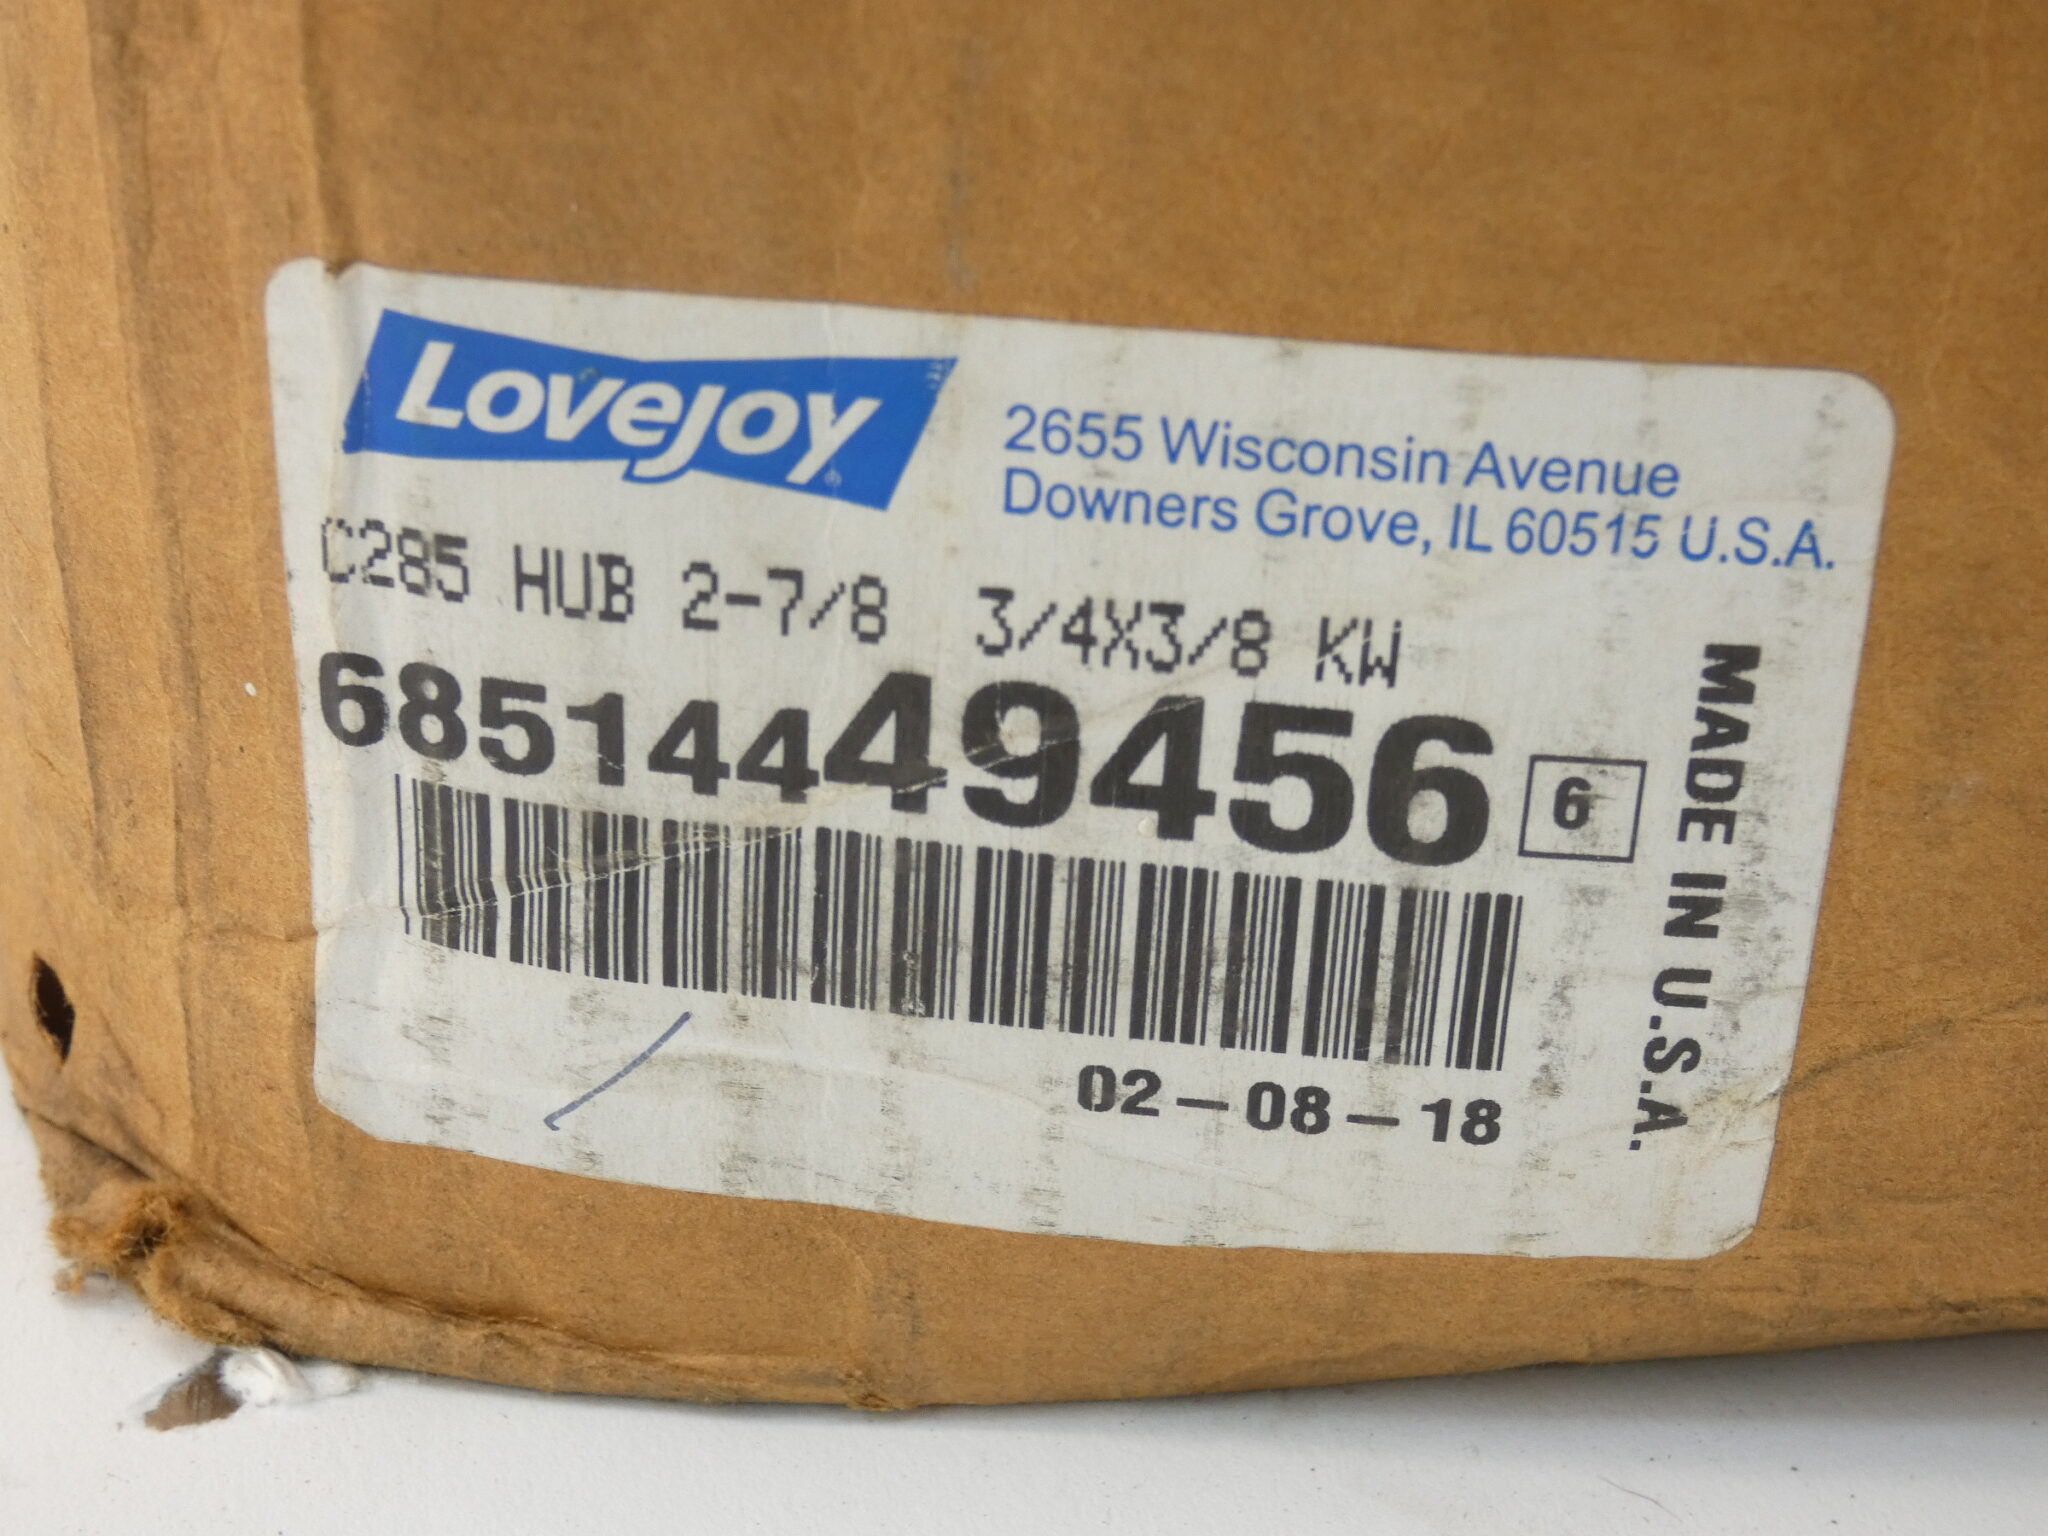 LOVEJOY®
2655 Wisconsin Avenue
Downers Grove, IL 60515 U.S.A.
C285 HUB 2-7/8 3/4X3/8 KW
68514449456 6
02-08-18
MADE IN U.S.A.